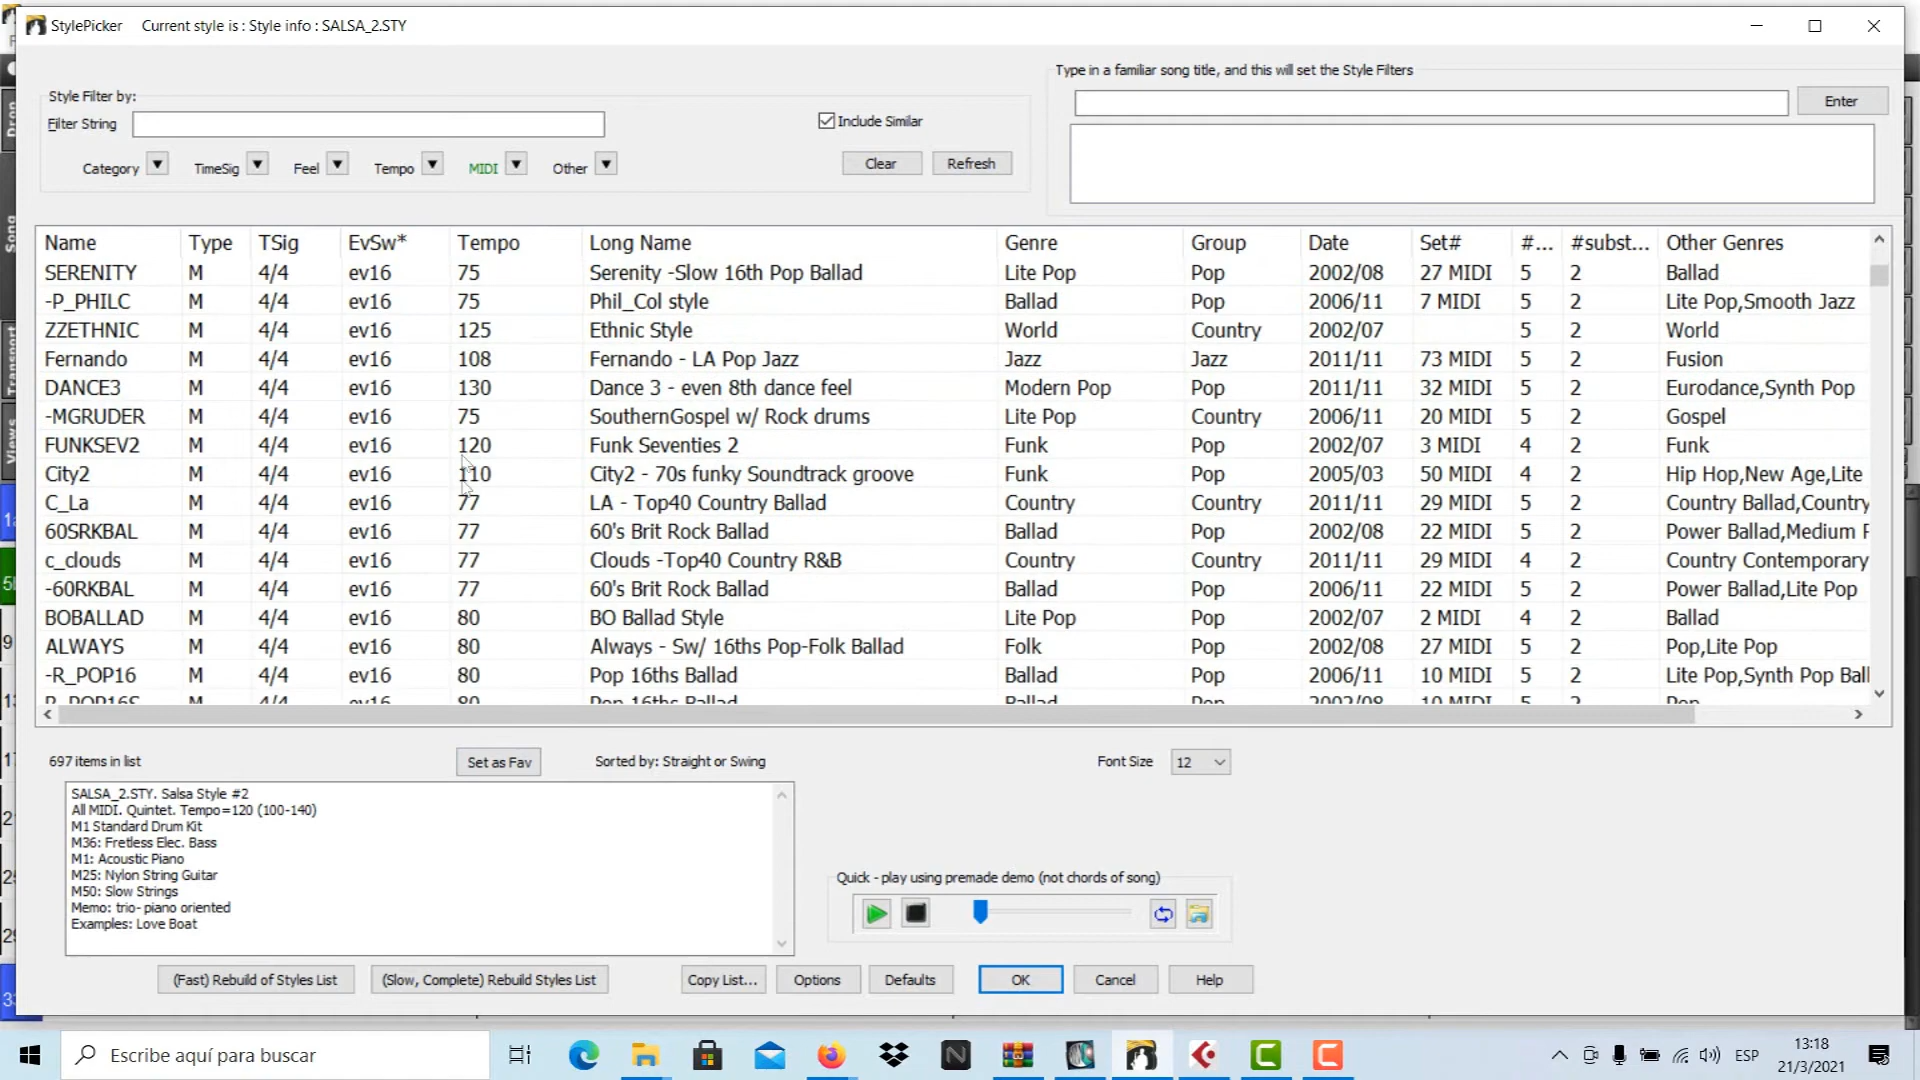 StylePicker Current style is : Style info : SALSA_2.STY
Style Filter by:
Filter String
Include Similar
Category TimeSig Feel Tempo MIDI Other Clear Refresh
Type in a familiar song title, and this will set the Style Filters
Enter
Name Type TSig EvSw* Tempo Long Name Genre Group Date Set# #... #subst... Other Genres
SERENITY M 4/4 ev16 75 Serenity -Slow 16th Pop Ballad Lite Pop Pop 2002/08 27 MIDI 5 2 Ballad
-P_PHILC M 4/4 ev16 75 Phil_Col style Ballad Pop 2006/11 7 MIDI 5 2 Lite Pop,Smooth Jazz
ZZETHNIC M 4/4 ev16 125 Ethnic Style World Country 2002/07 5 2 World
Fernando M 4/4 ev16 108 Fernando - LA Pop Jazz Jazz Jazz 2011/11 73 MIDI 5 2 Fusion
DANCE3 M 4/4 ev16 130 Dance 3 - even 8th dance feel Modern Pop Pop 2011/11 32 MIDI 5 2 Eurodance,Synth Pop
-MGRUDER M 4/4 ev16 75 SouthernGospel w/ Rock drums Lite Pop Country 2006/11 20 MIDI 5 2 Gospel
FUNKSEV2 M 4/4 ev16 120 Funk Seventies 2 Funk Pop 2002/07 3 MIDI 4 2 Funk
City2 M 4/4 ev16 110 City2 - 70s funky Soundtrack groove Funk Pop 2005/03 50 MIDI 4 2 Hip Hop,New Age,Lite
C_La M 4/4 ev16 77 LA - Top40 Country Ballad Country Country 2011/11 29 MIDI 5 2 Country Ballad,Country
60SRKBAL M 4/4 ev16 77 60's Brit Rock Ballad Ballad Pop 2002/08 22 MIDI 5 2 Power Ballad,Medium
c_clouds M 4/4 ev16 77 Clouds -Top40 Country R&B Country Country 2011/11 29 MIDI 4 2 Country Contemporary
-60RKBAL M 4/4 ev16 77 60's Brit Rock Ballad Ballad Pop 2006/11 22 MIDI 5 2 Power Ballad,Lite Pop
BOBALLAD M 4/4 ev16 80 BO Ballad Style Lite Pop Pop 2002/07 2 MIDI 4 2 Ballad
ALWAYS M 4/4 ev16 80 Always - Sw/ 16ths Pop-Folk Ballad Folk Pop 2002/08 27 MIDI 5 2 Pop,Lite Pop
-R_POP16 M 4/4 ev16 80 Pop 16ths Ballad Ballad Pop 2006/11 10 MIDI 5 2 Lite Pop,Synth Pop Ball
R_POP16S M 4/4 ev16 80 Pop 16ths Ballad Ballad Pop 2002/08 10 MIDI 5 2 Pop
697 items in list Set as Fav Sorted by: Straight or Swing Font Size 12
SALSA_2.STY. Salsa Style #2
All MIDI. Quintet. Tempo=120 (100-140)
M1 Standard Drum Kit
M36: Fretless Elec. Bass
M1: Acoustic Piano
M25: Nylon String Guitar
M50: Slow Strings
Memo: trio- piano oriented
Examples: Love Boat
Quick - play using premade demo (not chords of song)
(Fast) Rebuild of Styles List (Slow, Complete) Rebuild Styles List Copy List... Options Defaults OK Cancel Help
Song
Transport
Views
9
Escribe aquí para buscar
ESP
13:18
21/3/2021